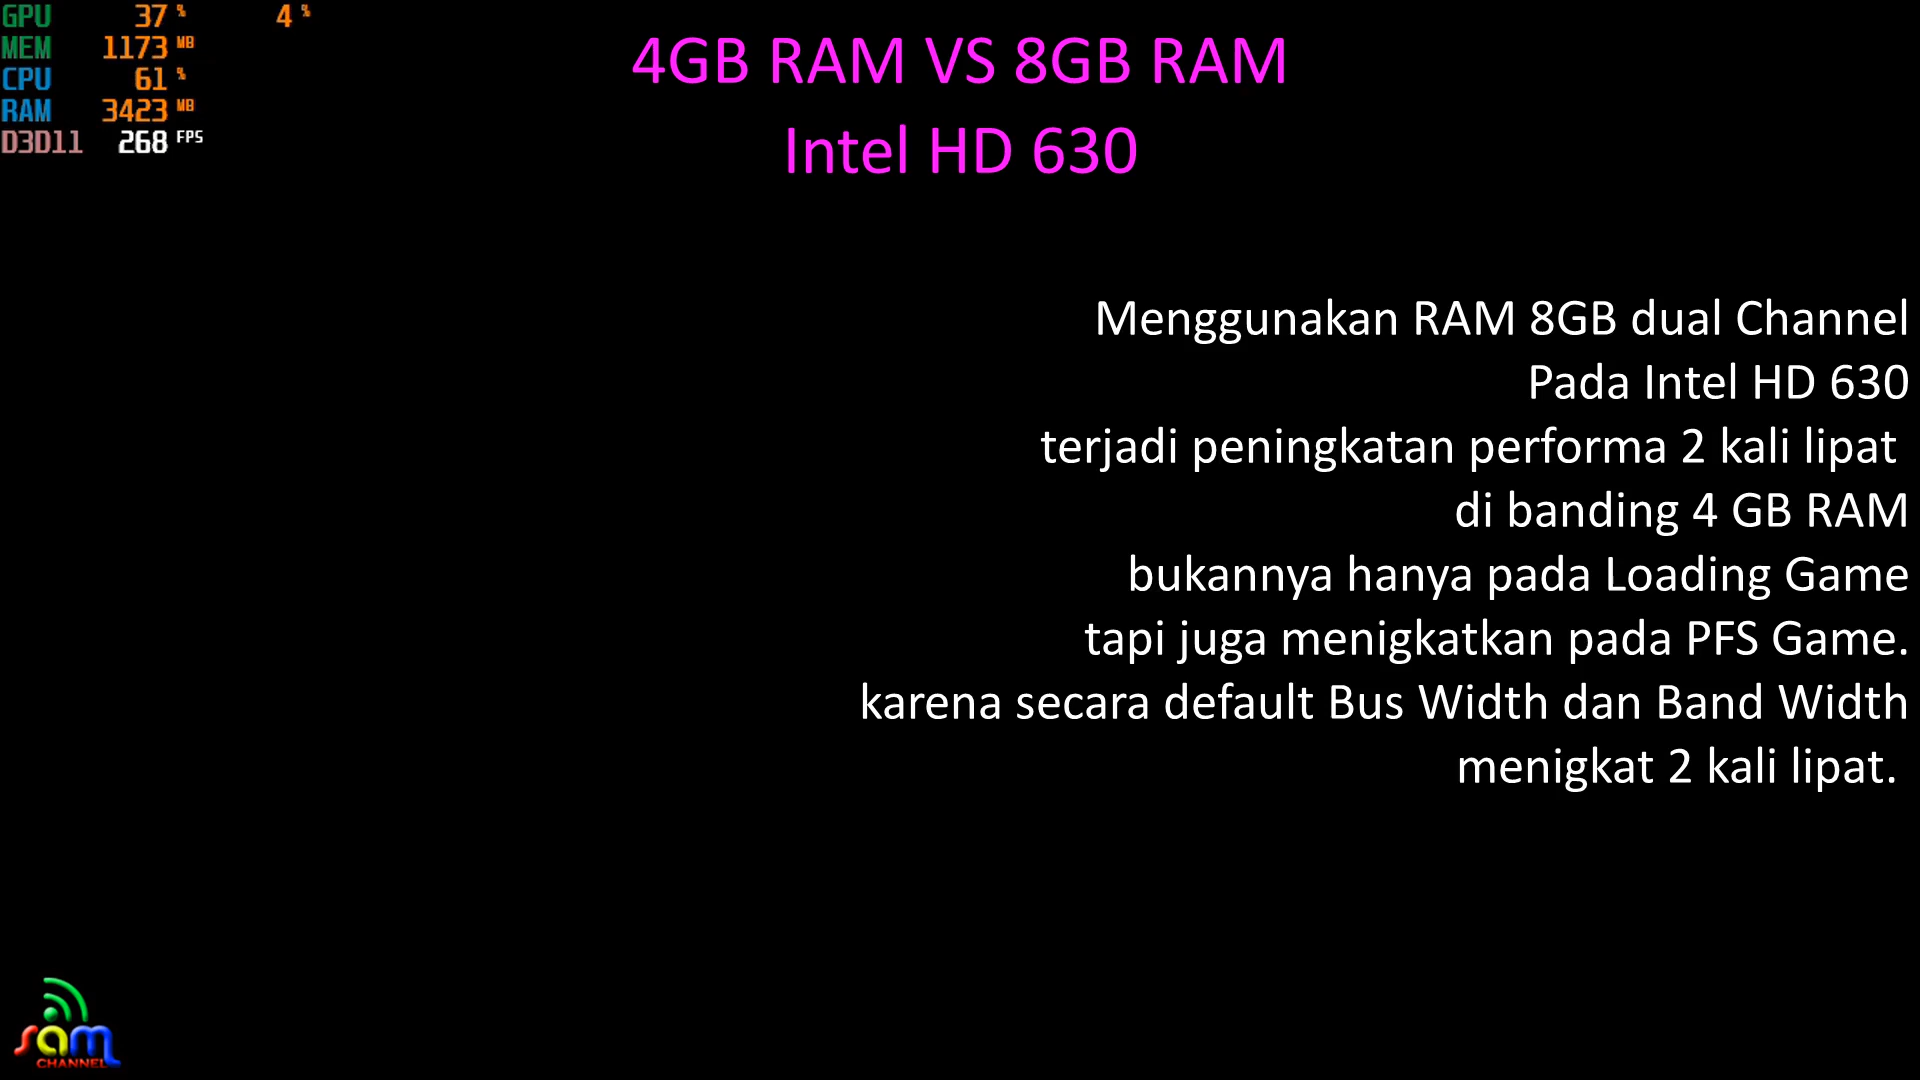 GPU 37 % 4 %
MEM 1173 MB
CPU 61 %
RAM 3423 MB
D3D11 268 FPS
4GB RAM VS 8GB RAM
Intel HD 630
Menggunakan RAM 8GB dual Channel
Pada Intel HD 630
terjadi peningkatan performa 2 kali lipat
di banding 4 GB RAM
bukannya hanya pada Loading Game
tapi juga menigkatkan pada PFS Game.
karena secara default Bus Width dan Band Width
menigkat 2 kali lipat.
sam
CHANNEL